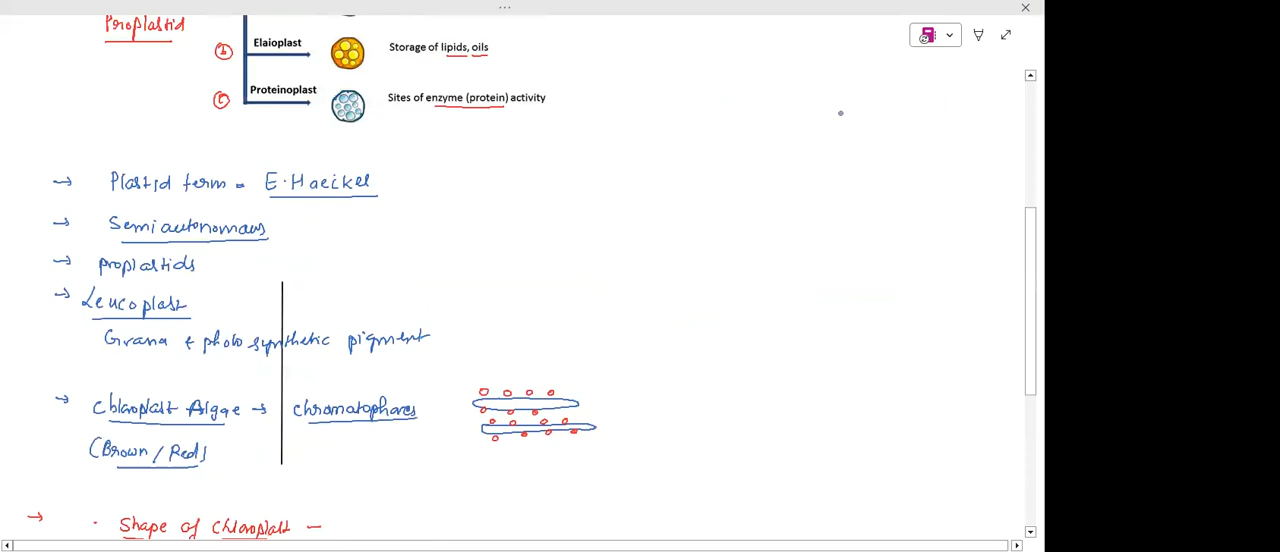 Proplastid
b Elaioplast Storage of lipids, oils
c Proteinoplast Sites of enzyme (protein) activity
→ Plastid term = E. Haeckel
→ Semiautonomous
→ proplastids
→ Leucoplast
Grana & photosynthetic pigment
→ Chloroplast Algae → chromatophores
(Brown / Red)
→ · Shape of chloroplast —